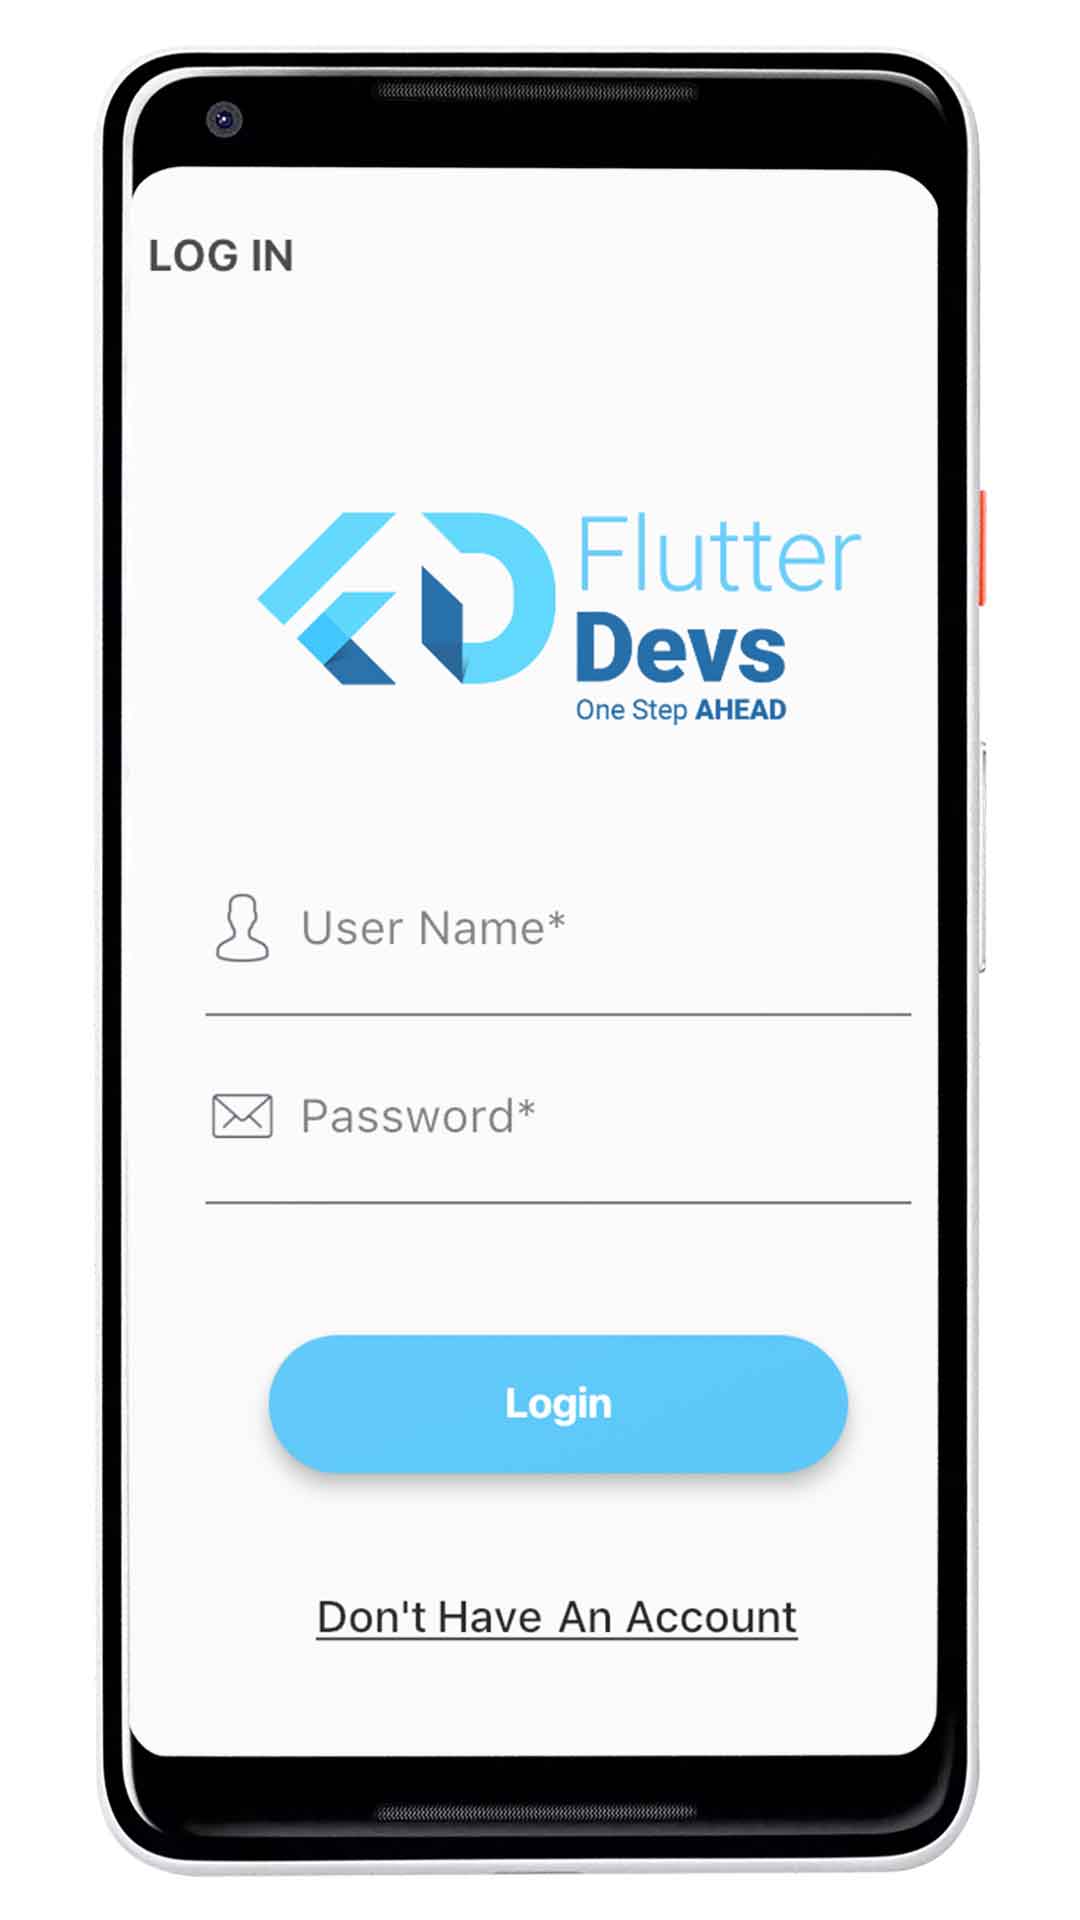 LOG IN
Flutter
Devs
One Step AHEAD
User Name*
Password*
Login
Don't Have An Account